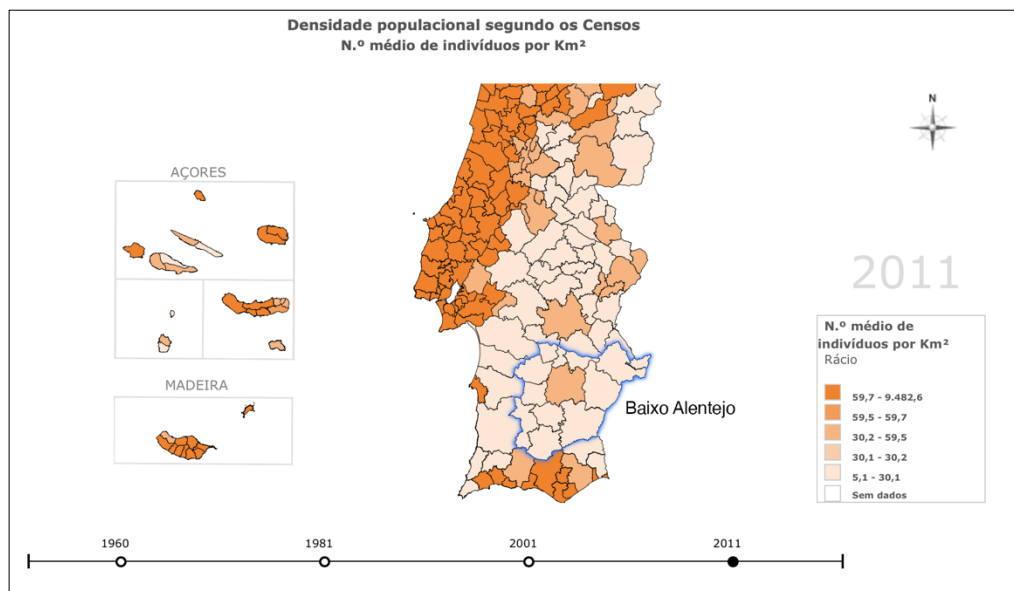 Densidade populacional segundo os Censos
N.º médio de indivíduos por Km²
N
AÇORES
2011
N.º médio de
indivíduos por Km²
Rácio
59,7 - 9.482,6
59,5 - 59,7
30,2 - 59,5
30,1 - 30,2
5,1 - 30,1
Sem dados
MADEIRA
Baixo Alentejo
1960
1981
2001
2011